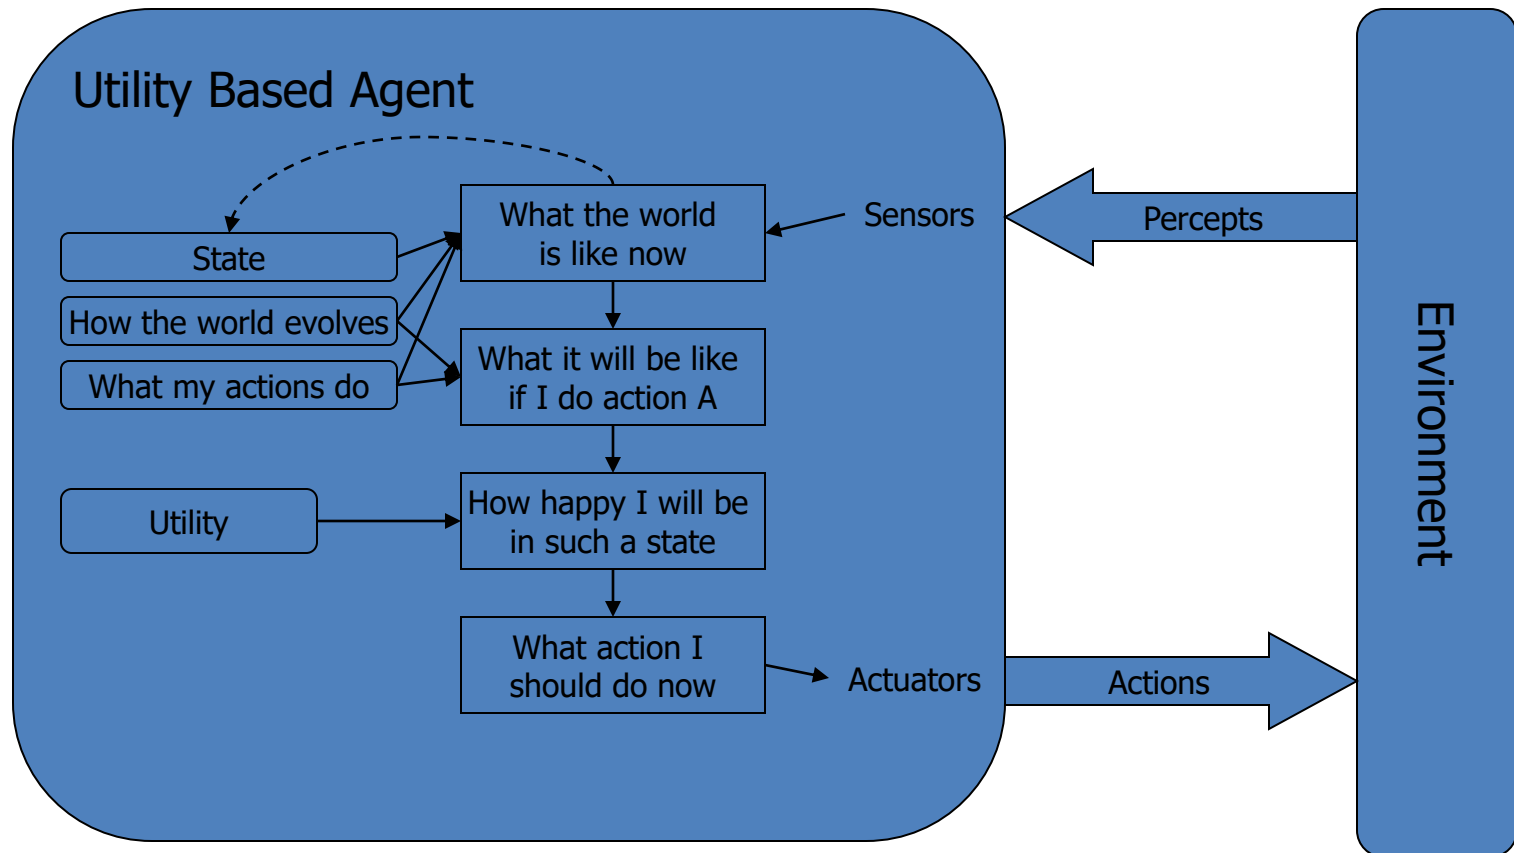 Utility Based Agent
What the world
is like now
Sensors
Percepts
State
How the world evolves
What my actions do
What it will be like
if I do action A
Utility
How happy I will be
in such a state
What action I
should do now
Actuators
Actions
Environment